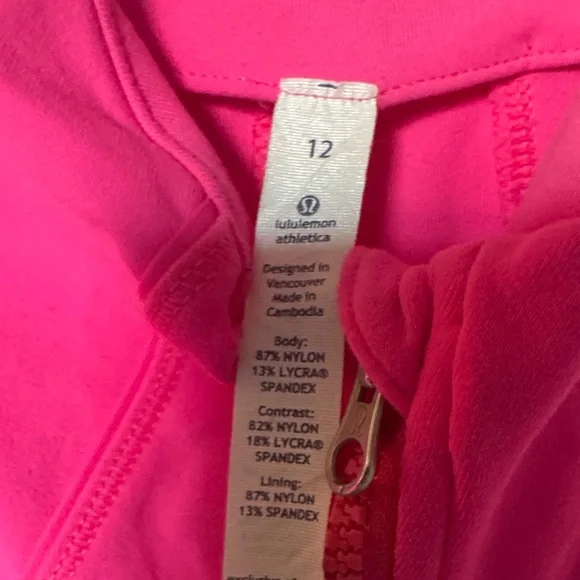 12
lululemon
athletica
Designed in
Vancouver
Made in
Cambodia
Body:
87% NYLON
13% LYCRA®
SPANDEX
Contrast:
82% NYLON
18% LYCRA®
SPANDEX
Lining:
87% NYLON
13% SPANDEX